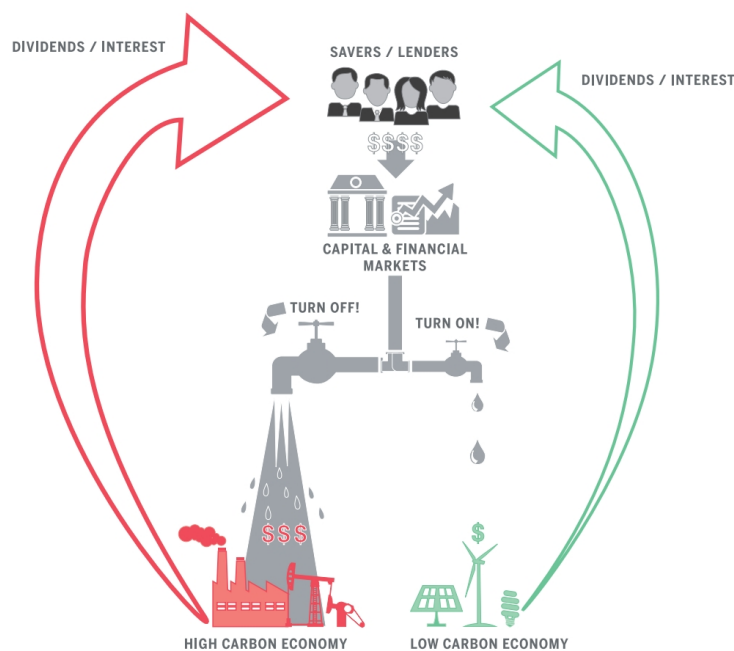 DIVIDENDS / INTEREST
SAVERS / LENDERS
DIVIDENDS / INTEREST
$$$$
CAPITAL & FINANCIAL
MARKETS
TURN OFF!
TURN ON!
$$$
$
HIGH CARBON ECONOMY
LOW CARBON ECONOMY